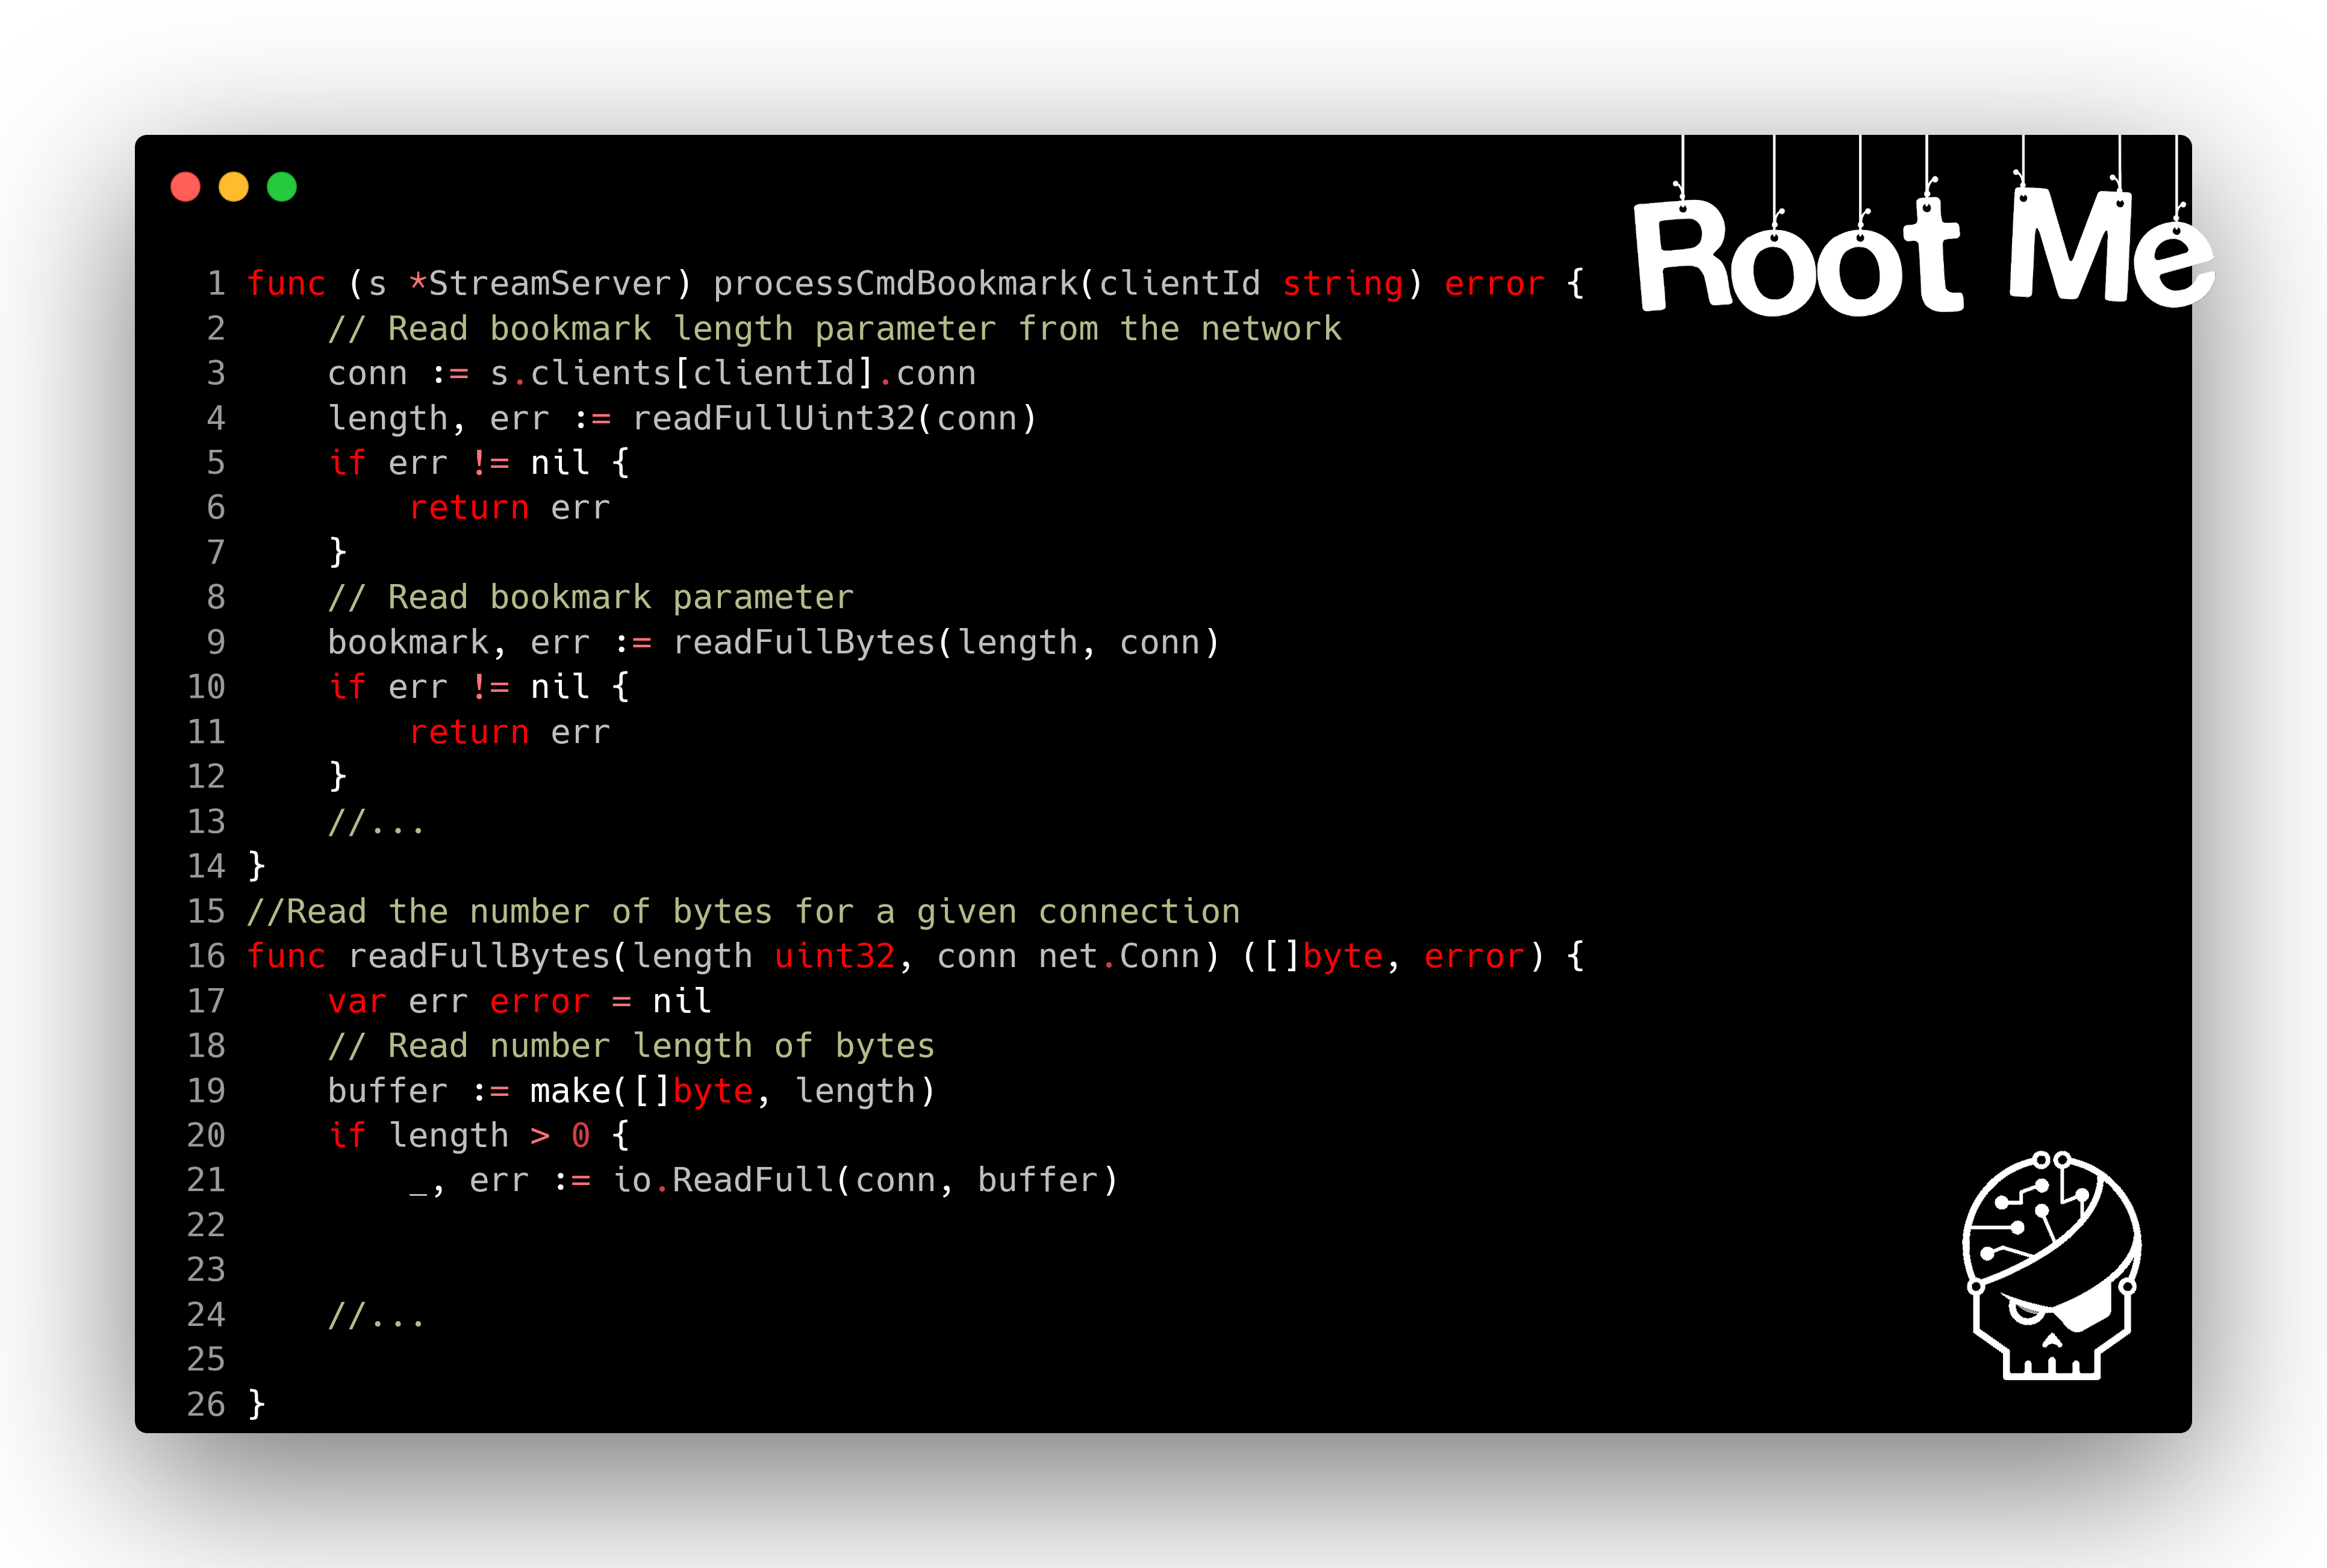 Root Me
1 func (s *StreamServer) processCmdBookmark(clientId string) error {
2     // Read bookmark length parameter from the network
3     conn := s.clients[clientId].conn
4     length, err := readFullUint32(conn)
5     if err != nil {
6         return err
7     }
8     // Read bookmark parameter
9     bookmark, err := readFullBytes(length, conn)
10     if err != nil {
11         return err
12     }
13     //...
14 }
15 //Read the number of bytes for a given connection
16 func readFullBytes(length uint32, conn net.Conn) ([]byte, error) {
17     var err error = nil
18     // Read number length of bytes
19     buffer := make([]byte, length)
20     if length > 0 {
21         _, err := io.ReadFull(conn, buffer)
22
23
24     //...
25
26 }